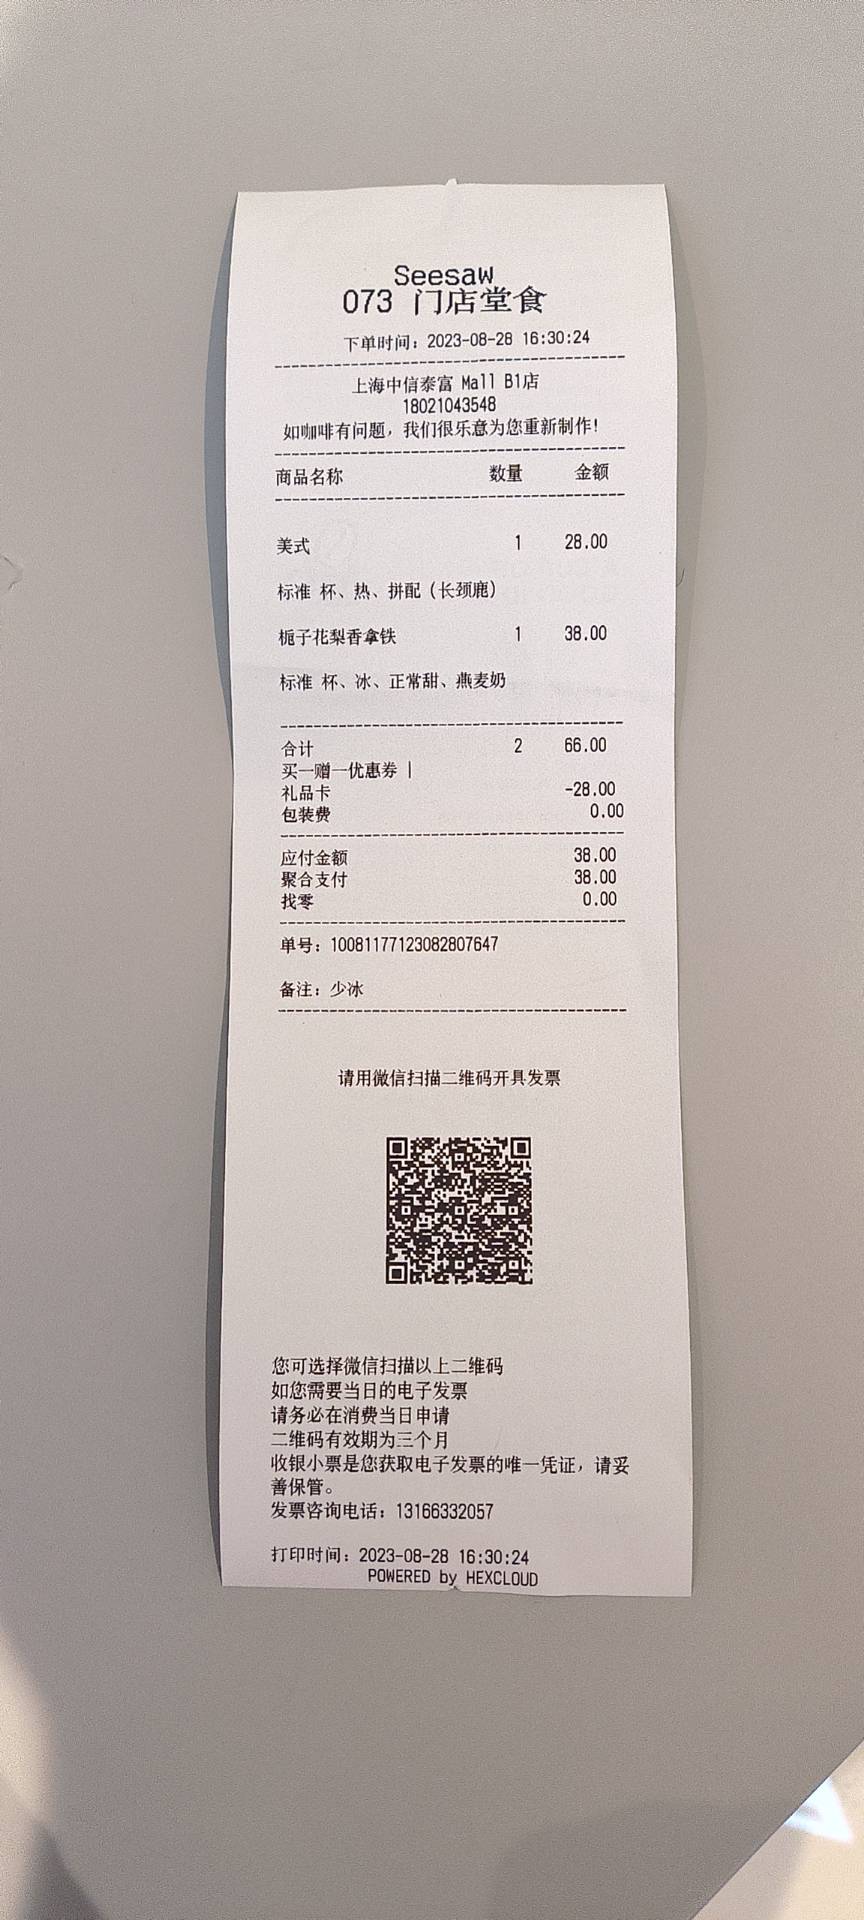 Seesaw
073 门店堂食
下单时间：2023-08-28 16:30:24
上海中信泰富 Mall B1店
18021043548
如咖啡有问题，我们很乐意为您重新制作！
商品名称 数量 金额
美式 1 28.00
标准 杯、热、拼配（长颈鹿）
栀子花梨香拿铁 1 38.00
标准 杯、冰、正常甜、燕麦奶
合计 2 66.00
买一赠一优惠券 |
礼品卡 -28.00
包装费 0.00
应付金额 38.00
聚合支付 38.00
找零 0.00
单号：10081177123082807647
备注：少冰
请用微信扫描二维码开具发票
您可选择微信扫描以上二维码
如您需要当日的电子发票
请务必在消费当日申请
二维码有效期为三个月
收银小票是您获取电子发票的唯一凭证，请妥
善保管。
发票咨询电话：13166332057
打印时间：2023-08-28 16:30:24
POWERED by HEXCLOUD